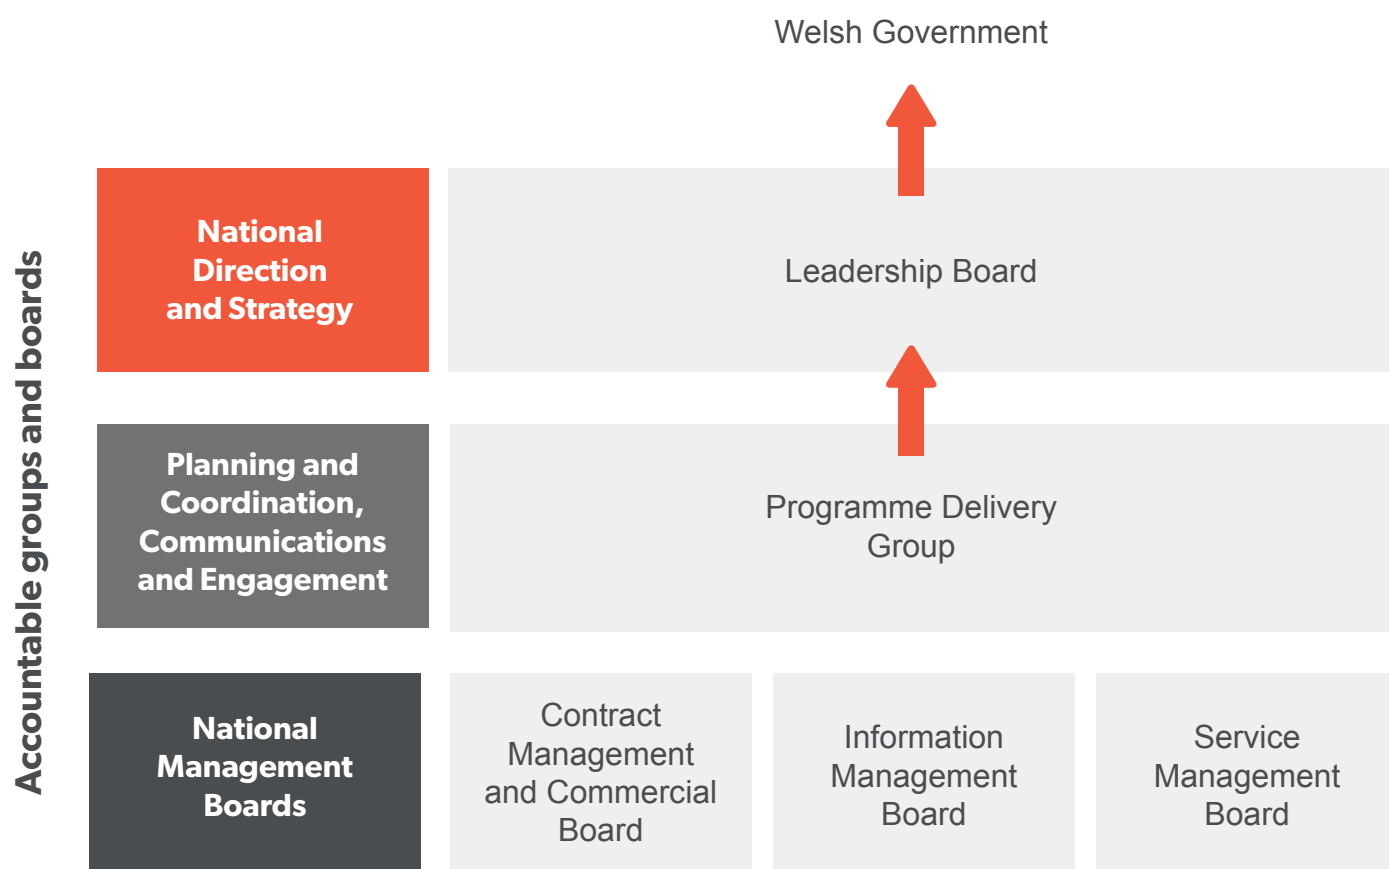 Welsh Government
Accountable groups and boards
National
Direction
and Strategy
Leadership Board
Planning and
Coordination,
Communications
and Engagement
Programme Delivery
Group
National
Management
Boards
Contract
Management
and Commercial
Board
Information
Management
Board
Service
Management
Board